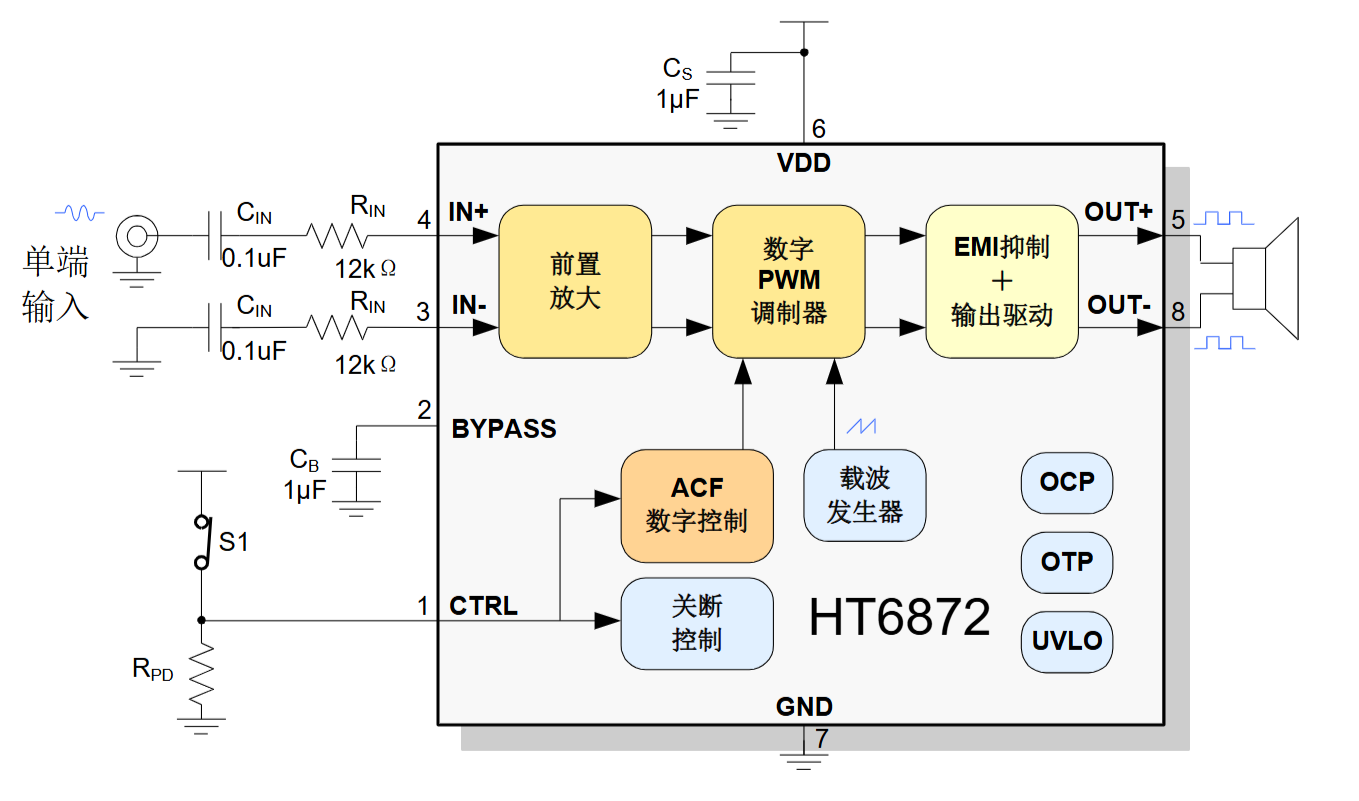 CS
1µF
6
VDD
单端
输入
CIN
0.1uF
RIN
12kΩ
4
IN+
CIN
0.1uF
RIN
12kΩ
3
IN-
前置
放大
数字
PWM
调制器
EMI抑制
＋
输出驱动
OUT+
5
OUT-
8
2
BYPASS
CB
1µF
ACF
数字控制
载波
发生器
OCP
OTP
UVLO
S1
1
CTRL
关断
控制
HT6872
RPD
GND
7